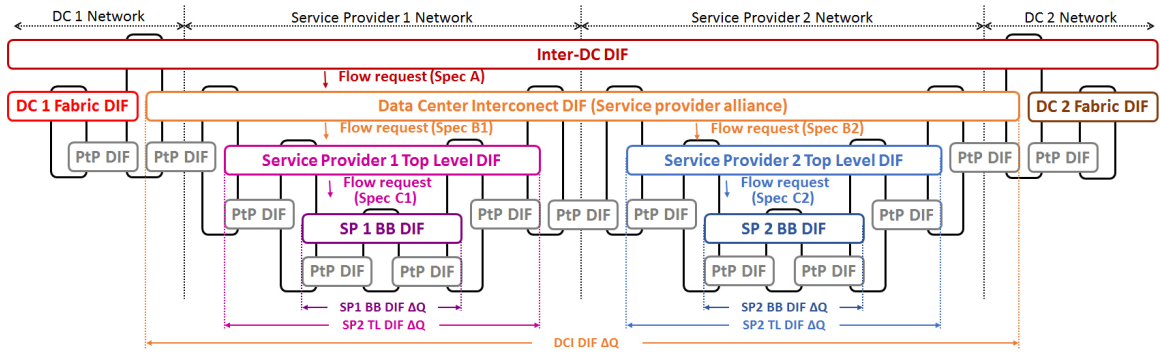 DC 1 Network
Service Provider 1 Network
Service Provider 2 Network
DC 2 Network
Inter-DC DIF
Flow request (Spec A)
DC 1 Fabric DIF
Data Center Interconect DIF (Service provider alliance)
DC 2 Fabric DIF
Flow request (Spec B1)
Flow request (Spec B2)
PtP DIF
PtP DIF
Service Provider 1 Top Level DIF
Service Provider 2 Top Level DIF
PtP DIF
PtP DIF
Flow request
(Spec C1)
Flow request
(Spec C2)
PtP DIF
PtP DIF
PtP DIF
PtP DIF
PtP DIF
SP 1 BB DIF
SP 2 BB DIF
PtP DIF
PtP DIF
PtP DIF
PtP DIF
SP1 BB DIF ΔQ
SP2 BB DIF ΔQ
SP2 TL DIF ΔQ
SP2 TL DIF ΔQ
DCI DIF ΔQ